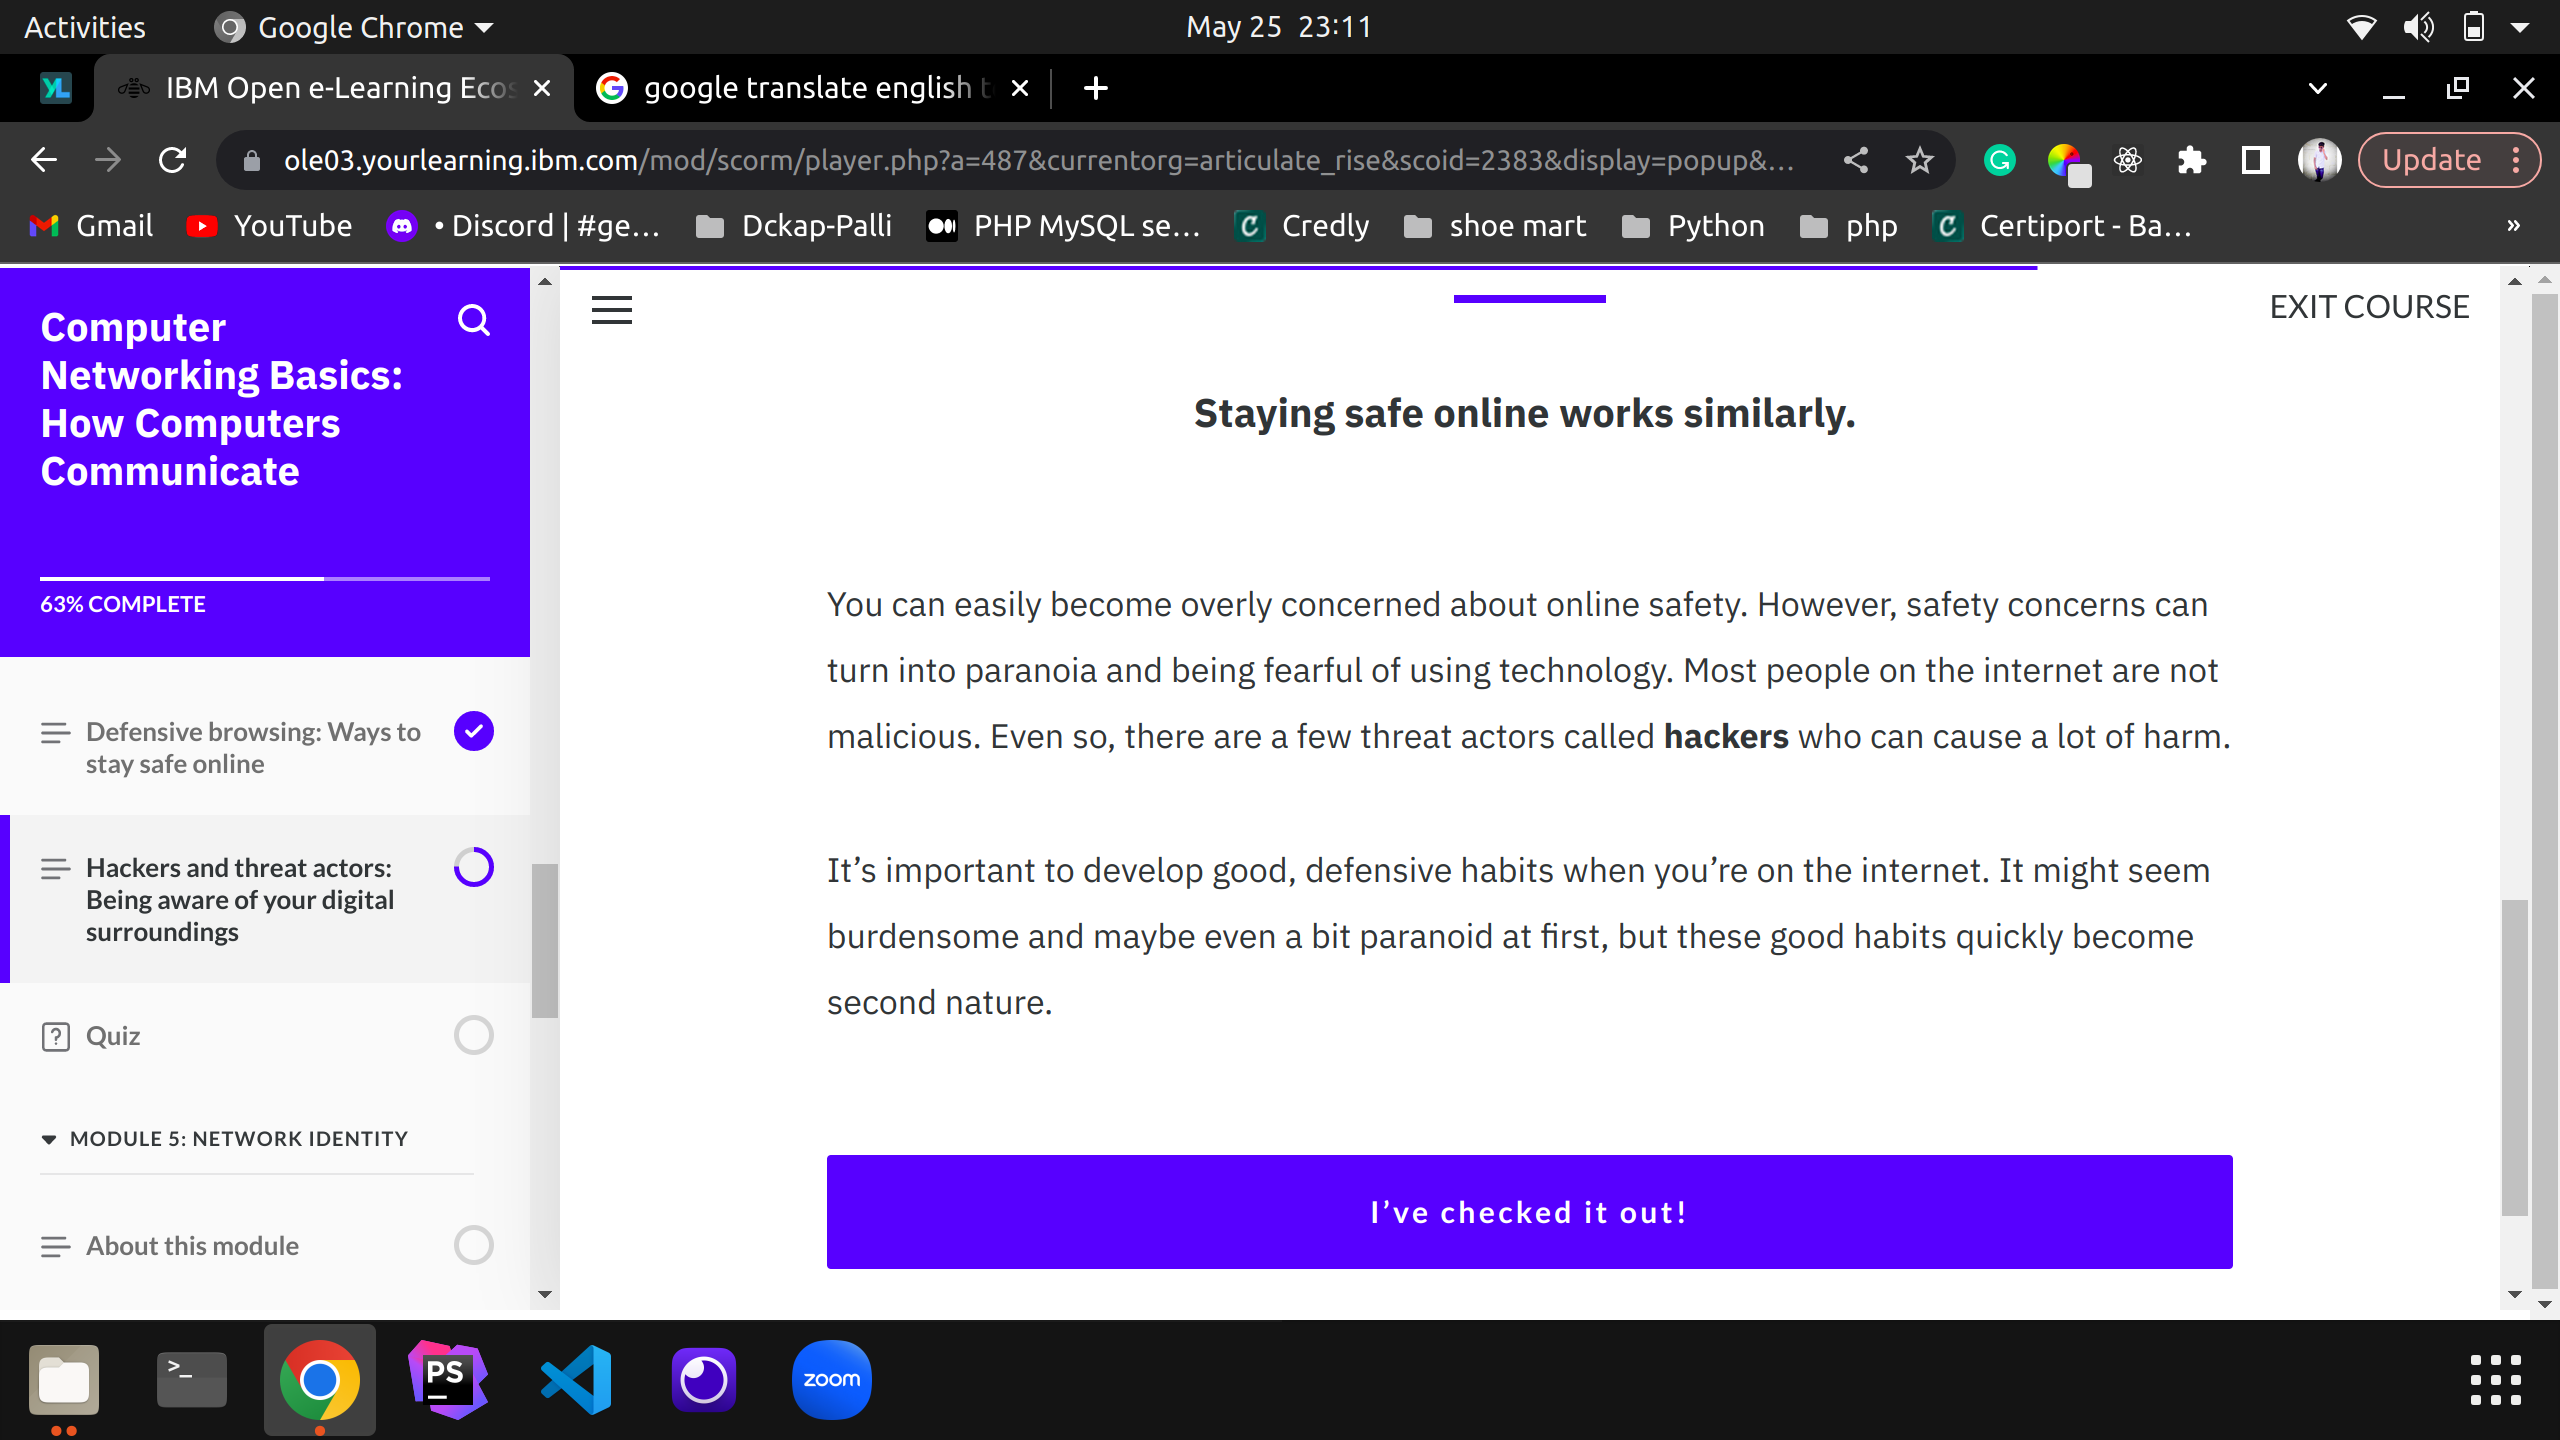 Activities
Google Chrome
May 25 23:11
YL
IBM Open e-Learning Ecos
google translate english t
ole03.yourlearning.ibm.com/mod/scorm/player.php?a=487&currentorg=articulate_rise&scoid=2383&display=popup&...
Update
Gmail
YouTube
• Discord | #ge...
Dckap-Palli
PHP MySQL se...
Credly
shoe mart
Python
php
Certiport - Ba...
»
Computer
Networking Basics:
How Computers
Communicate
63% COMPLETE
Defensive browsing: Ways to
stay safe online
Hackers and threat actors:
Being aware of your digital
surroundings
Quiz
MODULE 5: NETWORK IDENTITY
About this module
EXIT COURSE
Staying safe online works similarly.
You can easily become overly concerned about online safety. However, safety concerns can
turn into paranoia and being fearful of using technology. Most people on the internet are not
malicious. Even so, there are a few threat actors called hackers who can cause a lot of harm.
It’s important to develop good, defensive habits when you’re on the internet. It might seem
burdensome and maybe even a bit paranoid at first, but these good habits quickly become
second nature.
I’ve checked it out!
>_
PS
zoom